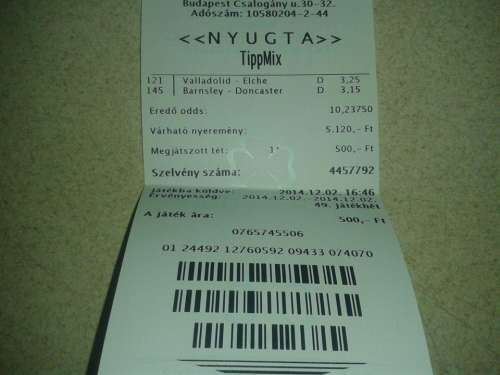 Budapest Csalogány u.30-32.
Adószám: 10580204-2-44
<<NYUGTA>>
TippMix
121 | Valladolid - Elche D 3,25
145 | Barnsley - Doncaster D 3,15
Eredő odds: 10,23750
Várható nyeremény: 5.120,- Ft
Megjátszott tét: 500,- Ft
Szelvény száma: 4457792
Játékba küldve: 2014.12.02. 16:46
Érvényesség: 2014.12.02.-2014.12.02.
49. játékhét
A játék ára: 500,- Ft
0765745506
01 24492 12760592 09433 074070